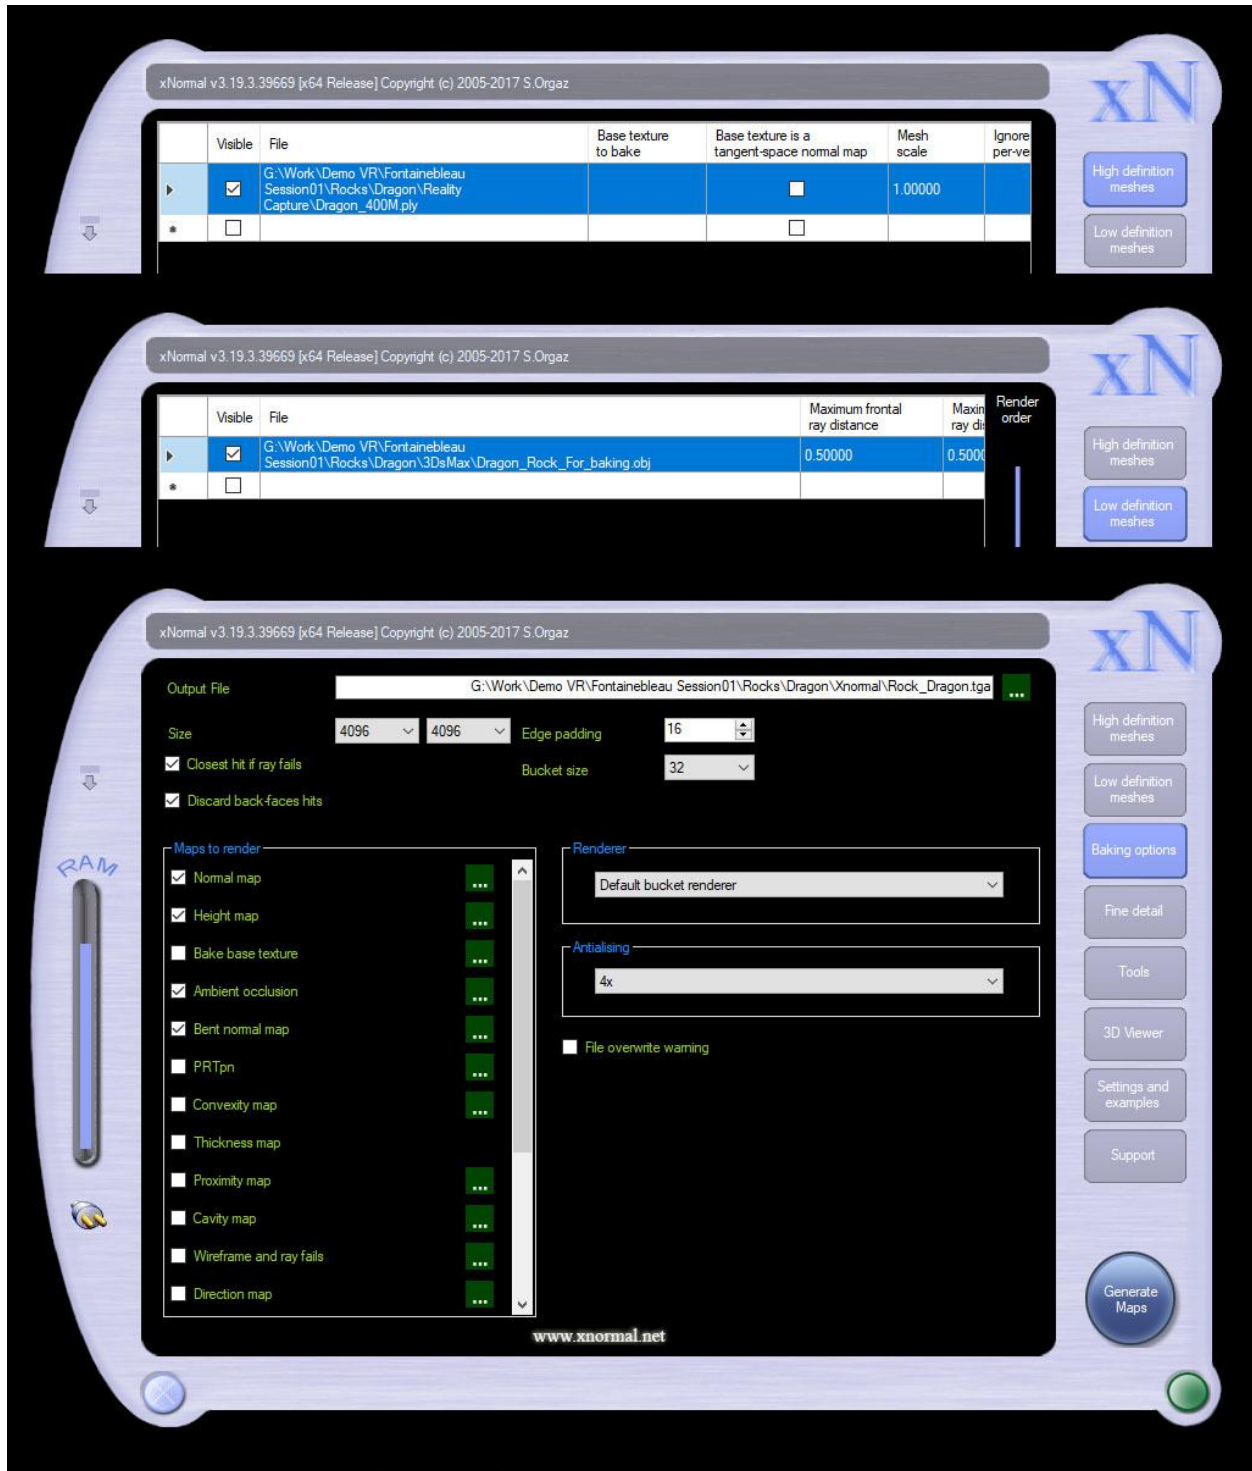 xNormal v3.19.3.39669 [x64 Release] Copyright (c) 2005-2017 S.Orgaz
xN
Visible
File
Base texture
to bake
Base texture is a
tangent-space normal map
Mesh
scale
Ignore
per-ve
G:\Work\Demo VR\Fontainebleau
Session01\Rocks\Dragon\Reality
Capture\Dragon_400M.ply
1.00000
High definition
meshes
Low definition
meshes
xNormal v3.19.3.39669 [x64 Release] Copyright (c) 2005-2017 S.Orgaz
xN
Visible
File
Maximum frontal
ray distance
Maxin
ray dis
Render
order
G:\Work\Demo VR\Fontainebleau
Session01\Rocks\Dragon\3DsMax\Dragon_Rock_For_baking.obj
0.50000
0.5000
High definition
meshes
Low definition
meshes
xNormal v3.19.3.39669 [x64 Release] Copyright (c) 2005-2017 S.Orgaz
xN
Output File
G:\Work\Demo VR\Fontainebleau Session01\Rocks\Dragon\Xnormal\Rock_Dragon.tga
...
Size
4096
4096
Edge padding
16
Closest hit if ray fails
Bucket size
32
Discard back-faces hits
RAM
Maps to render
Normal map
...
Height map
...
Bake base texture
...
Ambient occlusion
...
Bent normal map
...
PRTpn
...
Convexity map
...
Thickness map
Proximity map
...
Cavity map
...
Wireframe and ray fails
...
Direction map
...
Renderer
Default bucket renderer
Antialising
4x
File overwrite warning
High definition
meshes
Low definition
meshes
Baking options
Fine detail
Tools
3D Viewer
Settings and
examples
Support
Generate
Maps
www.xnormal.net